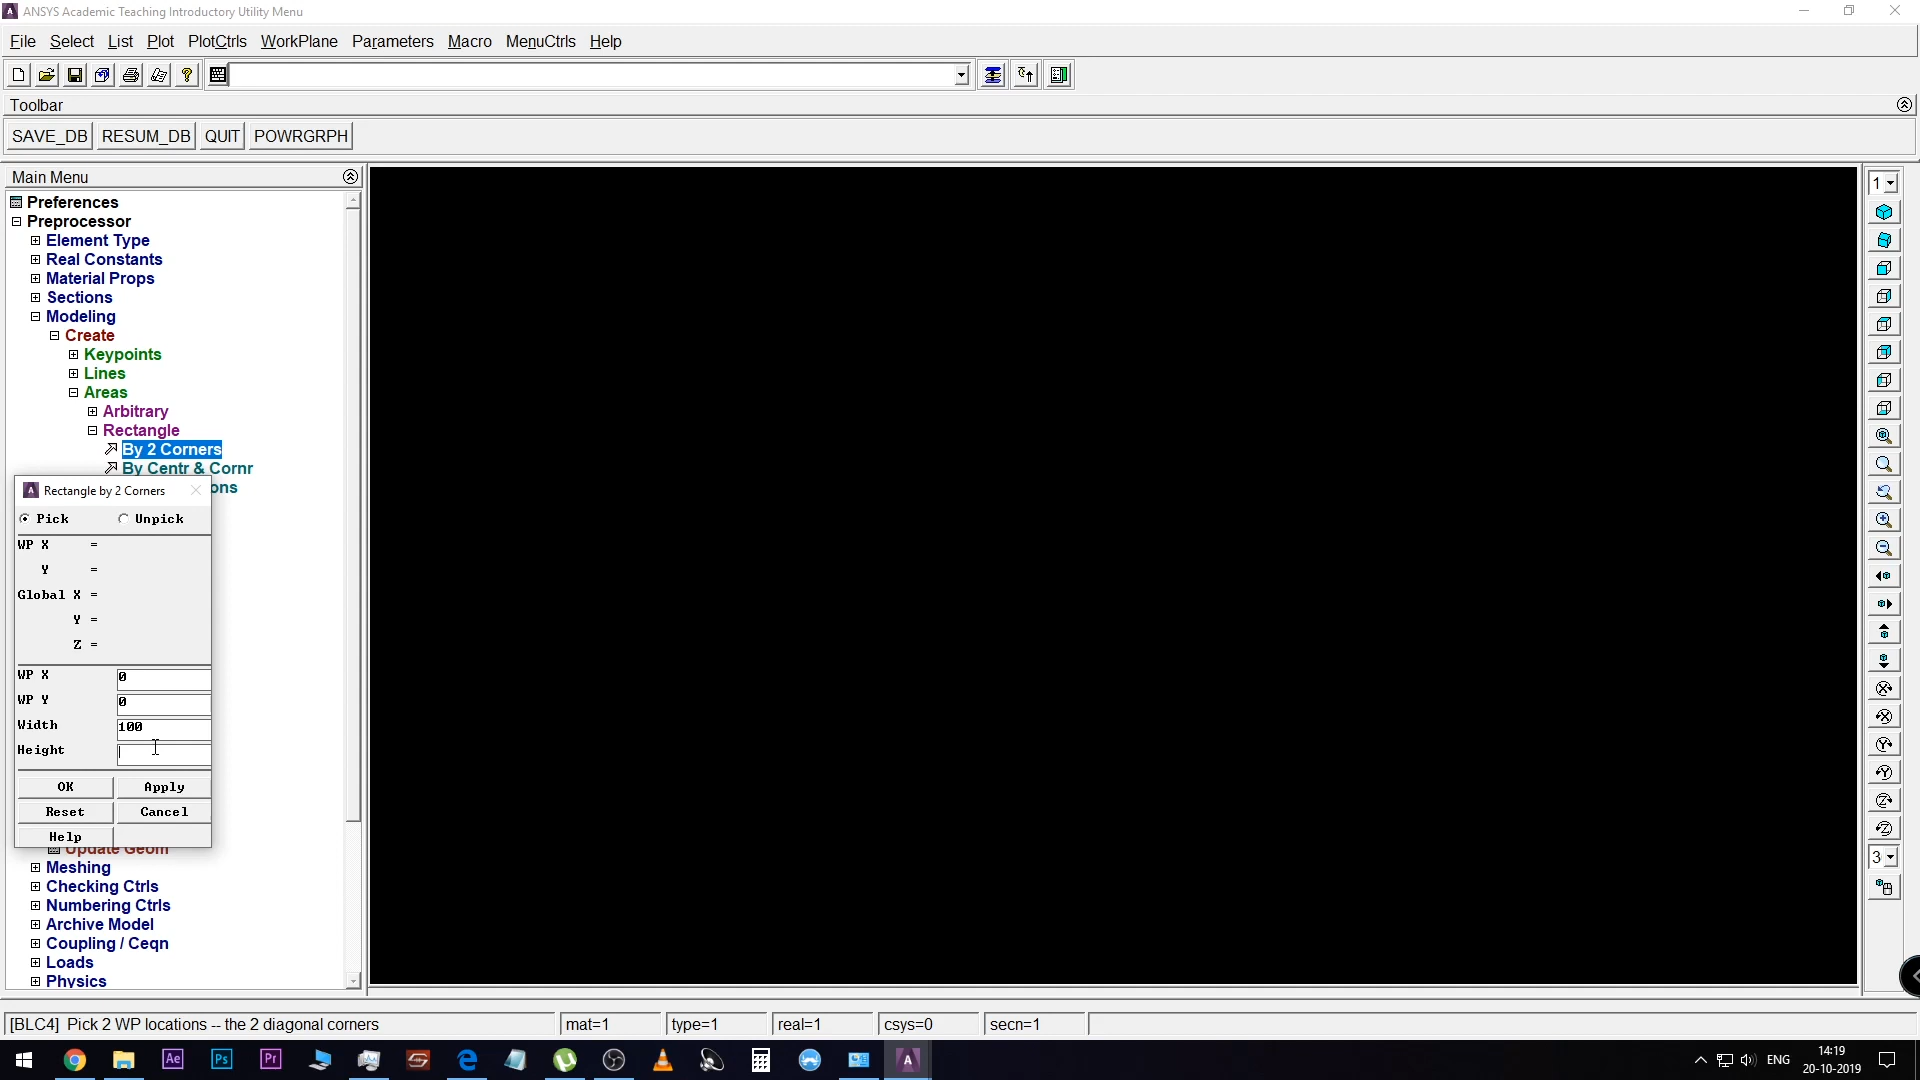 ANSYS Academic Teaching Introductory Utility Menu
File Select List Plot PlotCtrls WorkPlane Parameters Macro MenuCtrls Help
Toolbar
SAVE_DB RESUM_DB QUIT POWRGRPH
Main Menu
1
Preferences
Preprocessor
Element Type
Real Constants
Material Props
Sections
Modeling
Create
Keypoints
Lines
Areas
Arbitrary
Rectangle
By 2 Corners
By Centr & Cornr
ons
Rectangle by 2 Corners
Pick Unpick
WP X =
Y =
Global X =
Y =
Z =
WP X 0
WP Y 0
Width 100
Height
OK Apply
Reset Cancel
Help
Update Geom
Meshing
Checking Ctrls
Numbering Ctrls
Archive Model
Coupling / Ceqn
Loads
Physics
3
[BLC4] Pick 2 WP locations -- the 2 diagonal corners mat=1 type=1 real=1 csys=0 secn=1
Ae Ps Pr A ENG 14:19
20-10-2019